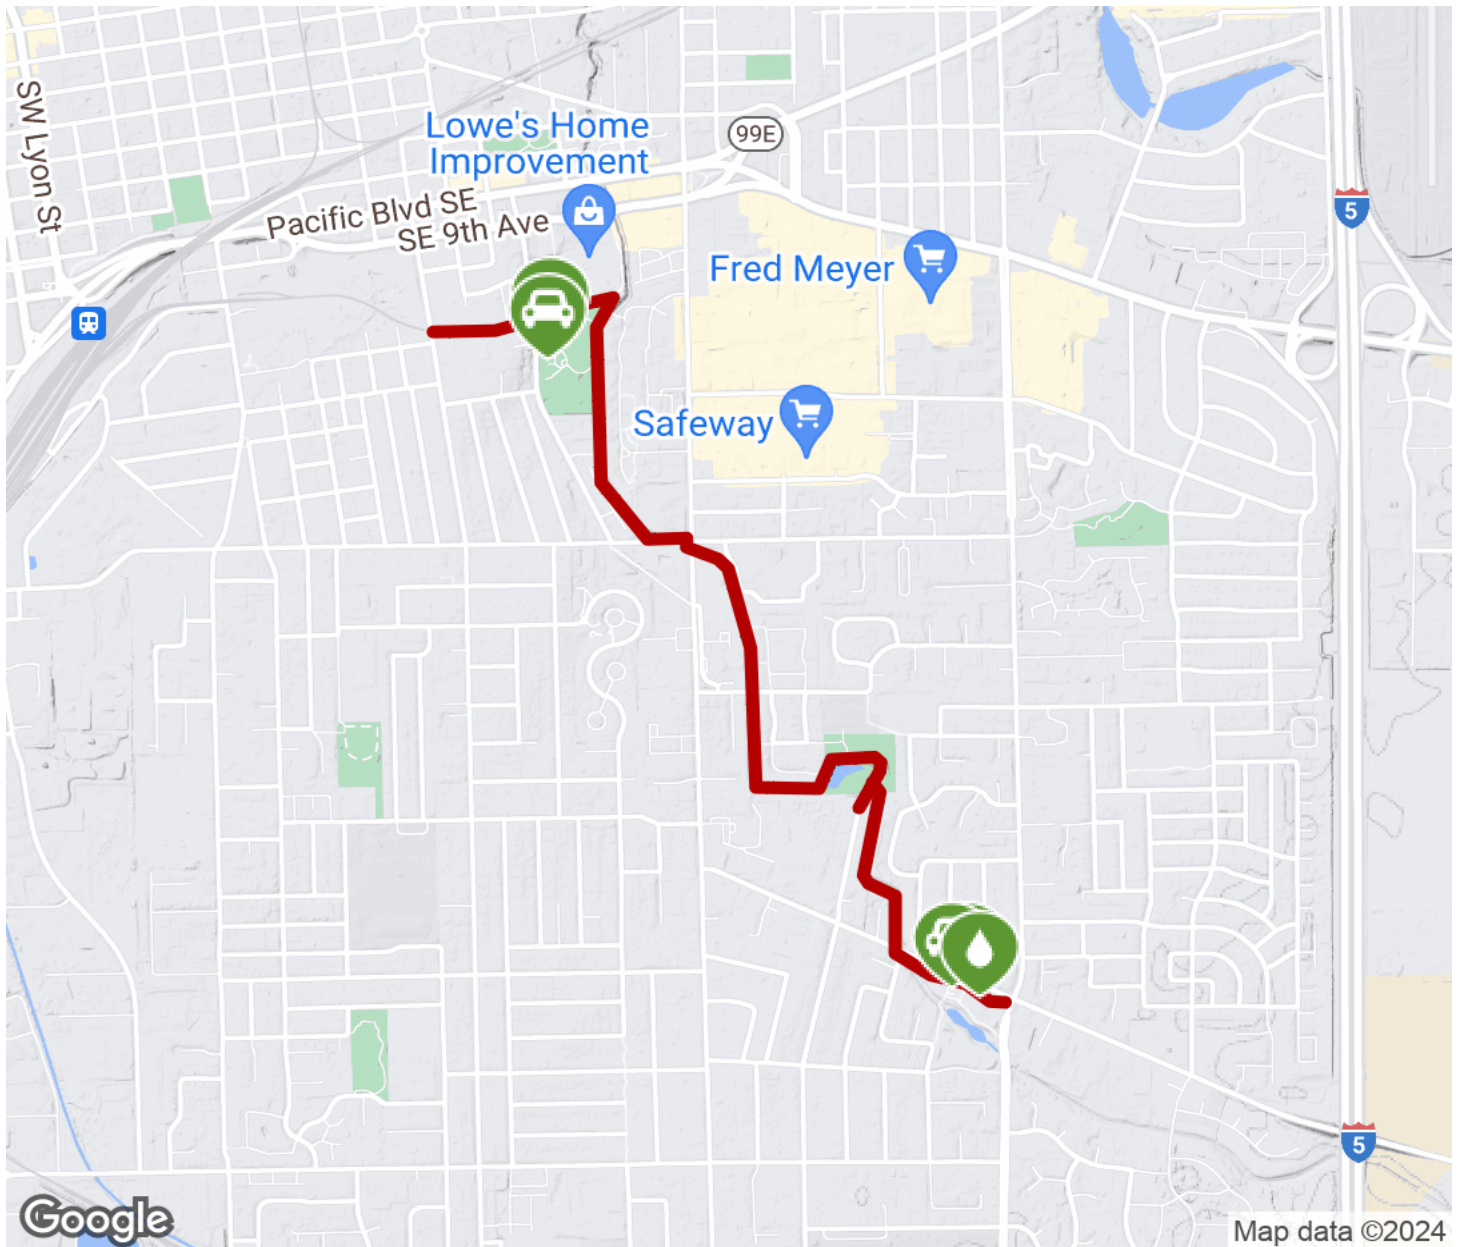 SW Lyon St
Lowe's Home
Improvement
99E
Pacific Blvd SE
SE 9th Ave
5
Fred Meyer
Safeway
5
Google
Map data ©2024